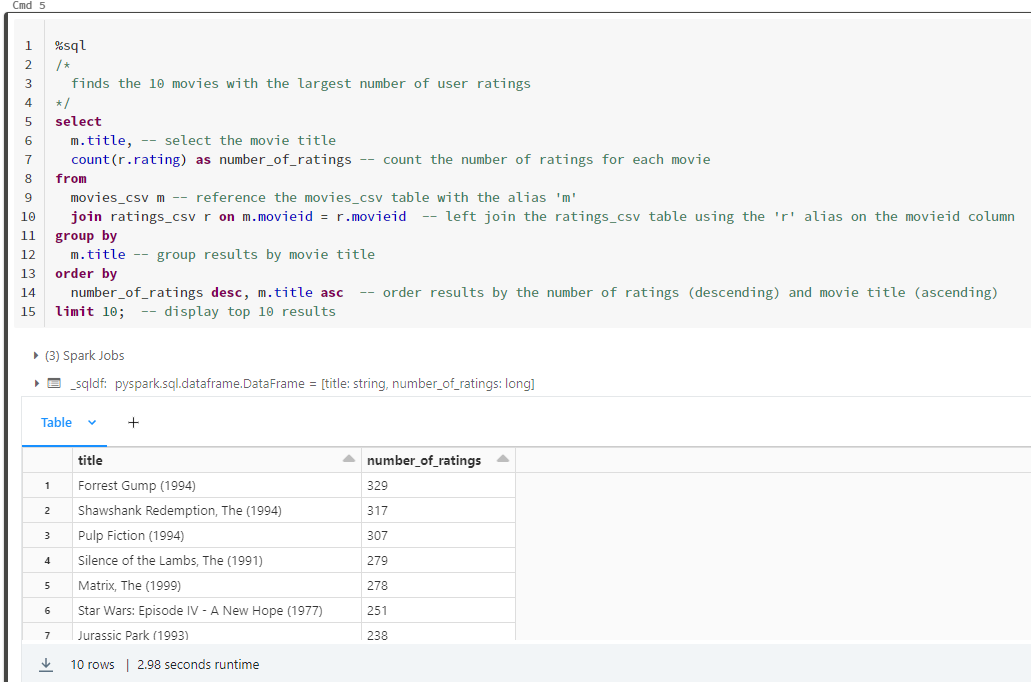 Cmd 5
1 %sql
2 /*
3 finds the 10 movies with the largest number of user ratings
4 */
5 select
6 m.title, -- select the movie title
7 count(r.rating) as number_of_ratings -- count the number of ratings for each movie
8 from
9 movies_csv m -- reference the movies_csv table with the alias 'm'
10 join ratings_csv r on m.movieid = r.movieid -- left join the ratings_csv table using the 'r' alias on the movieid column
11 group by
12 m.title -- group results by movie title
13 order by
14 number_of_ratings desc, m.title asc -- order results by the number of ratings (descending) and movie title (ascending)
15 limit 10; -- display top 10 results
(3) Spark Jobs
_sqldf: pyspark.sql.dataframe.DataFrame = [title: string, number_of_ratings: long]
Table +
title number_of_ratings
1 Forrest Gump (1994) 329
2 Shawshank Redemption, The (1994) 317
3 Pulp Fiction (1994) 307
4 Silence of the Lambs, The (1991) 279
5 Matrix, The (1999) 278
6 Star Wars: Episode IV - A New Hope (1977) 251
7 Jurassic Park (1993) 238
10 rows | 2.98 seconds runtime